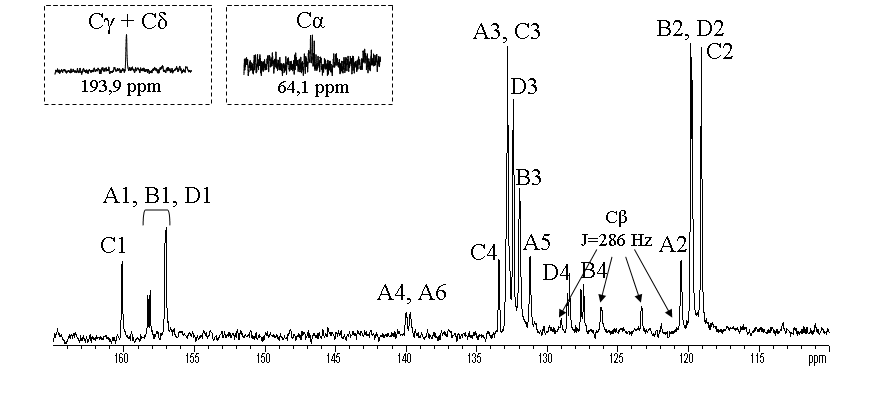 Cγ + Cδ
193,9 ppm
Cα
64,1 ppm
A3, C3
B2, D2
C2
D3
B3
A1, B1, D1
C1
C4
A5
Cβ
J=286 Hz
A2
D4
B4
A4, A6
160
155
150
145
140
135
130
125
120
115
ppm